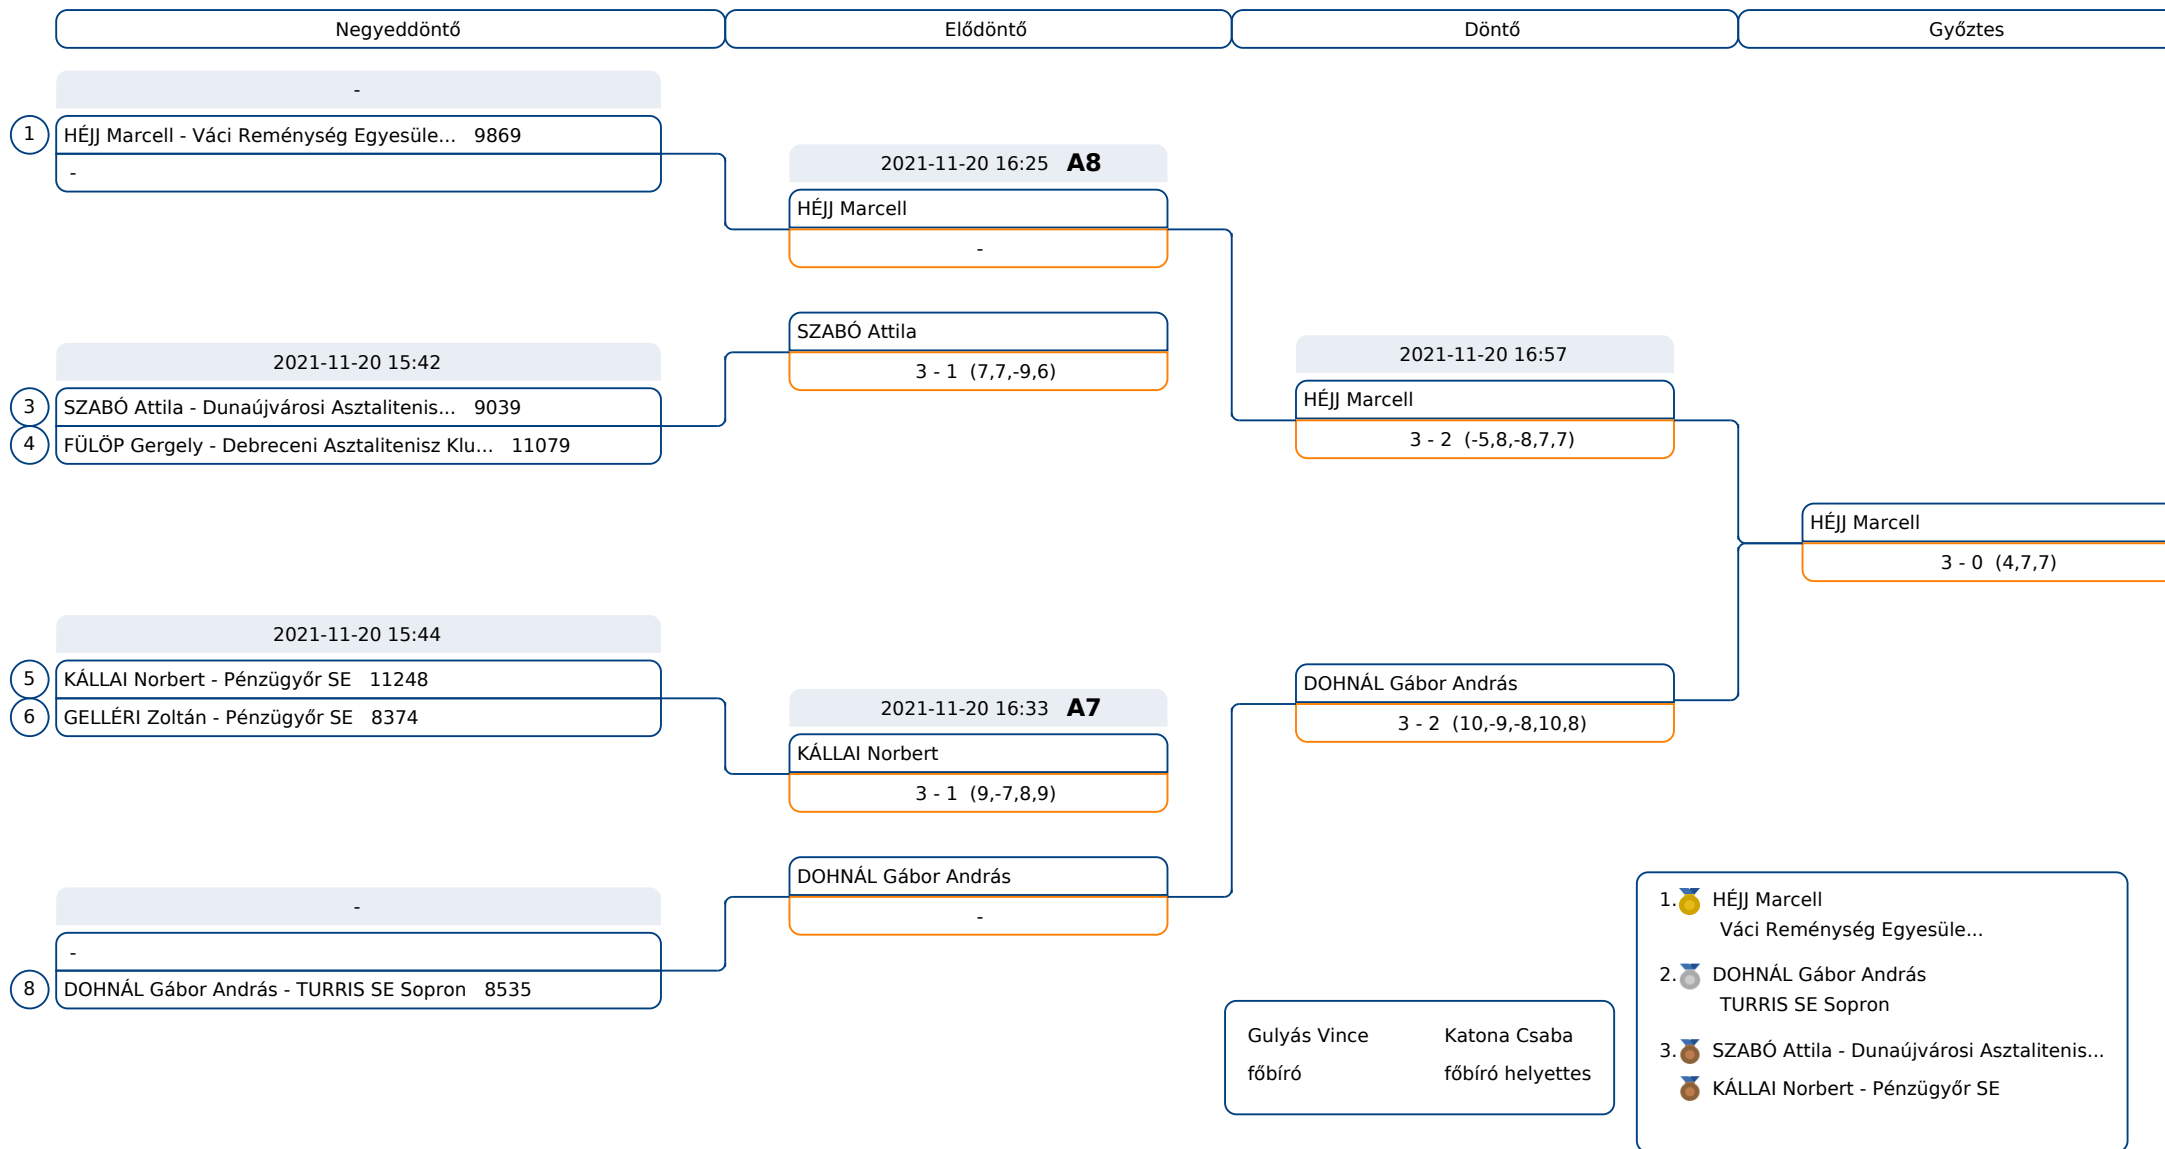 Negyeddöntő
Elődöntő
Döntő
Győztes
-
1
HÉJJ Marcell - Váci Reménység Egyesüle... 9869
-
2021-11-20 16:25 A8
HÉJJ Marcell
-
SZABÓ Attila
3 - 1 (7,7,-9,6)
2021-11-20 15:42
3
SZABÓ Attila - Dunaújvárosi Asztalitenis... 9039
4
FÜLÖP Gergely - Debreceni Asztalitenisz Klu... 11079
2021-11-20 16:57
HÉJJ Marcell
3 - 2 (-5,8,-8,7,7)
HÉJJ Marcell
3 - 0 (4,7,7)
2021-11-20 15:44
5
KÁLLAI Norbert - Pénzügyőr SE 11248
6
GELLÉRI Zoltán - Pénzügyőr SE 8374
2021-11-20 16:33 A7
KÁLLAI Norbert
3 - 1 (9,-7,8,9)
DOHNÁL Gábor András
3 - 2 (10,-9,-8,10,8)
DOHNÁL Gábor András
-
-
-
8
DOHNÁL Gábor András - TURRIS SE Sopron 8535
Gulyás Vince
Katona Csaba
főbíró
főbíró helyettes
1. HÉJJ Marcell
Váci Reménység Egyesüle...
2. DOHNÁL Gábor András
TURRIS SE Sopron
3. SZABÓ Attila - Dunaújvárosi Asztalitenis...
KÁLLAI Norbert - Pénzügyőr SE